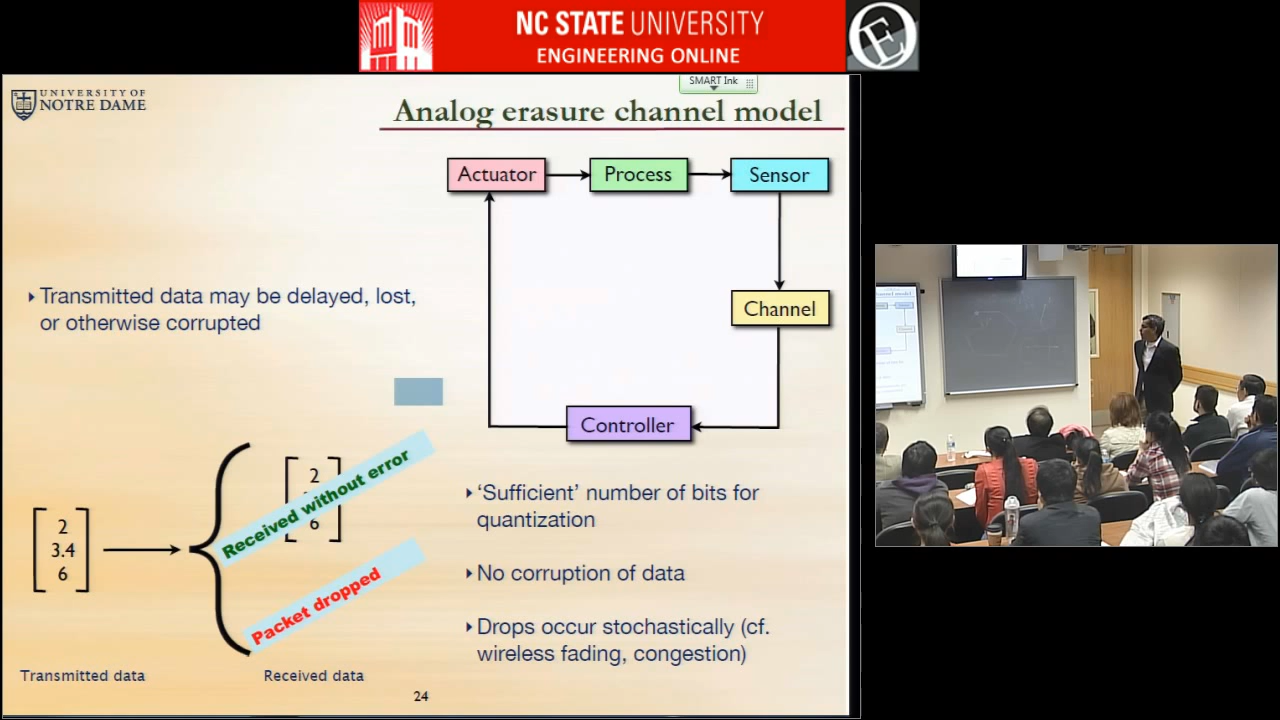 NC STATE UNIVERSITY
ENGINEERING ONLINE
OE
SMART Ink
UNIVERSITY OF
NOTRE DAME
Analog erasure channel model
Actuator
Process
Sensor
Channel
Controller
Transmitted data may be delayed, lost,
or otherwise corrupted
2
3.4
6
2
6
Received without error
Packet dropped
Transmitted data
Received data
‘Sufficient’ number of bits for
quantization
No corruption of data
Drops occur stochastically (cf.
wireless fading, congestion)
24